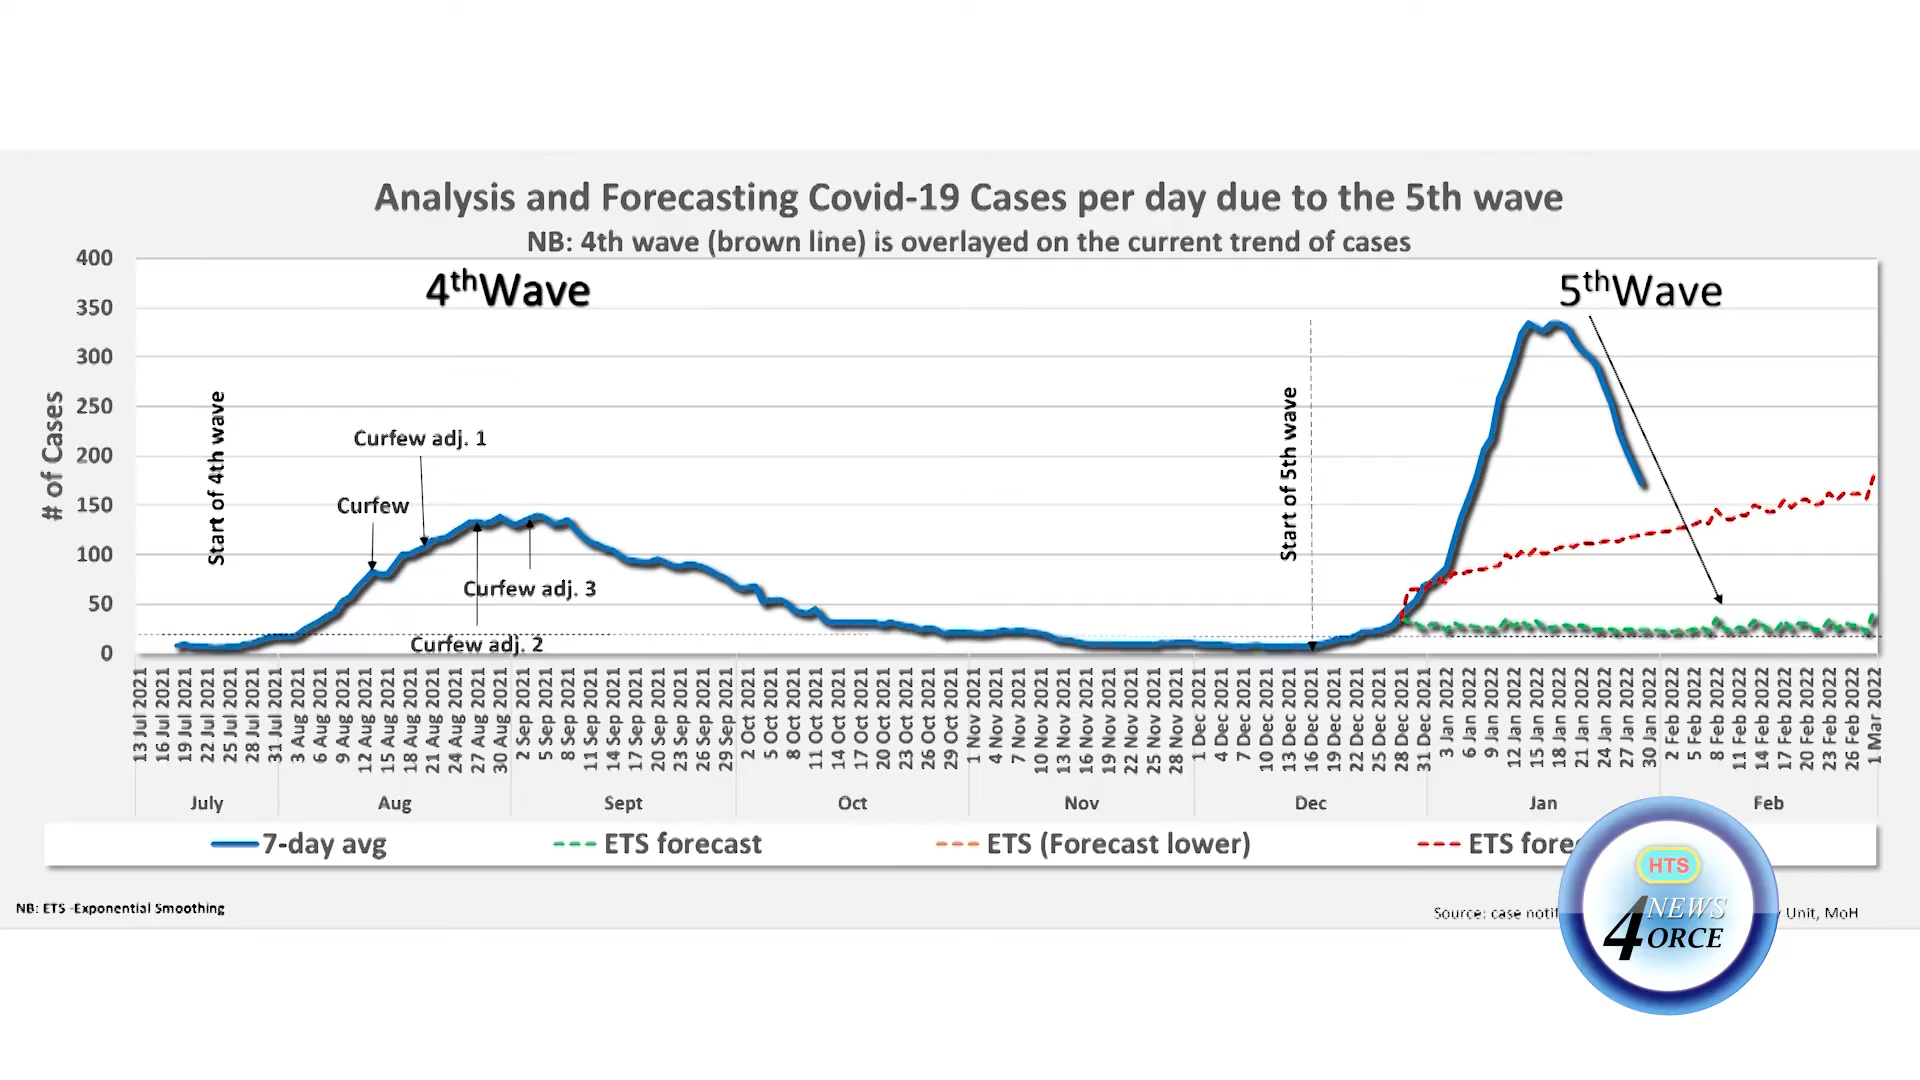 Analysis and Forecasting Covid-19 Cases per day due to the 5th wave
NB: 4th wave (brown line) is overlayed on the current trend of cases
4thWave
5thWave
# of Cases
400
350
300
250
200
150
100
50
0
Start of 4th wave
Curfew adj. 1
Curfew
Curfew adj. 3
Curfew adj. 2
Start of 5th wave
13 Jul 2021
16 Jul 2021
19 Jul 2021
22 Jul 2021
25 Jul 2021
28 Jul 2021
31 Jul 2021
3 Aug 2021
6 Aug 2021
9 Aug 2021
12 Aug 2021
15 Aug 2021
18 Aug 2021
21 Aug 2021
24 Aug 2021
27 Aug 2021
30 Aug 2021
2 Sep 2021
5 Sep 2021
8 Sep 2021
11 Sep 2021
14 Sep 2021
17 Sep 2021
20 Sep 2021
23 Sep 2021
26 Sep 2021
29 Sep 2021
2 Oct 2021
5 Oct 2021
8 Oct 2021
11 Oct 2021
14 Oct 2021
17 Oct 2021
20 Oct 2021
23 Oct 2021
26 Oct 2021
29 Oct 2021
1 Nov 2021
4 Nov 2021
7 Nov 2021
10 Nov 2021
13 Nov 2021
16 Nov 2021
19 Nov 2021
22 Nov 2021
25 Nov 2021
28 Nov 2021
1 Dec 2021
4 Dec 2021
7 Dec 2021
10 Dec 2021
13 Dec 2021
16 Dec 2021
19 Dec 2021
22 Dec 2021
25 Dec 2021
28 Dec 2021
31 Dec 2021
3 Jan 2022
6 Jan 2022
9 Jan 2022
12 Jan 2022
15 Jan 2022
18 Jan 2022
21 Jan 2022
24 Jan 2022
27 Jan 2022
30 Jan 2022
2 Feb 2022
5 Feb 2022
8 Feb 2022
11 Feb 2022
14 Feb 2022
17 Feb 2022
20 Feb 2022
23 Feb 2022
26 Feb 2022
1 Mar 2022
July
Aug
Sept
Oct
Nov
Dec
Jan
Feb
7-day avg
ETS forecast
ETS (Forecast lower)
ETS
NB: ETS -Exponential Smoothing
Source: case Unit, MoH
HTS
NEWS
4ORCE